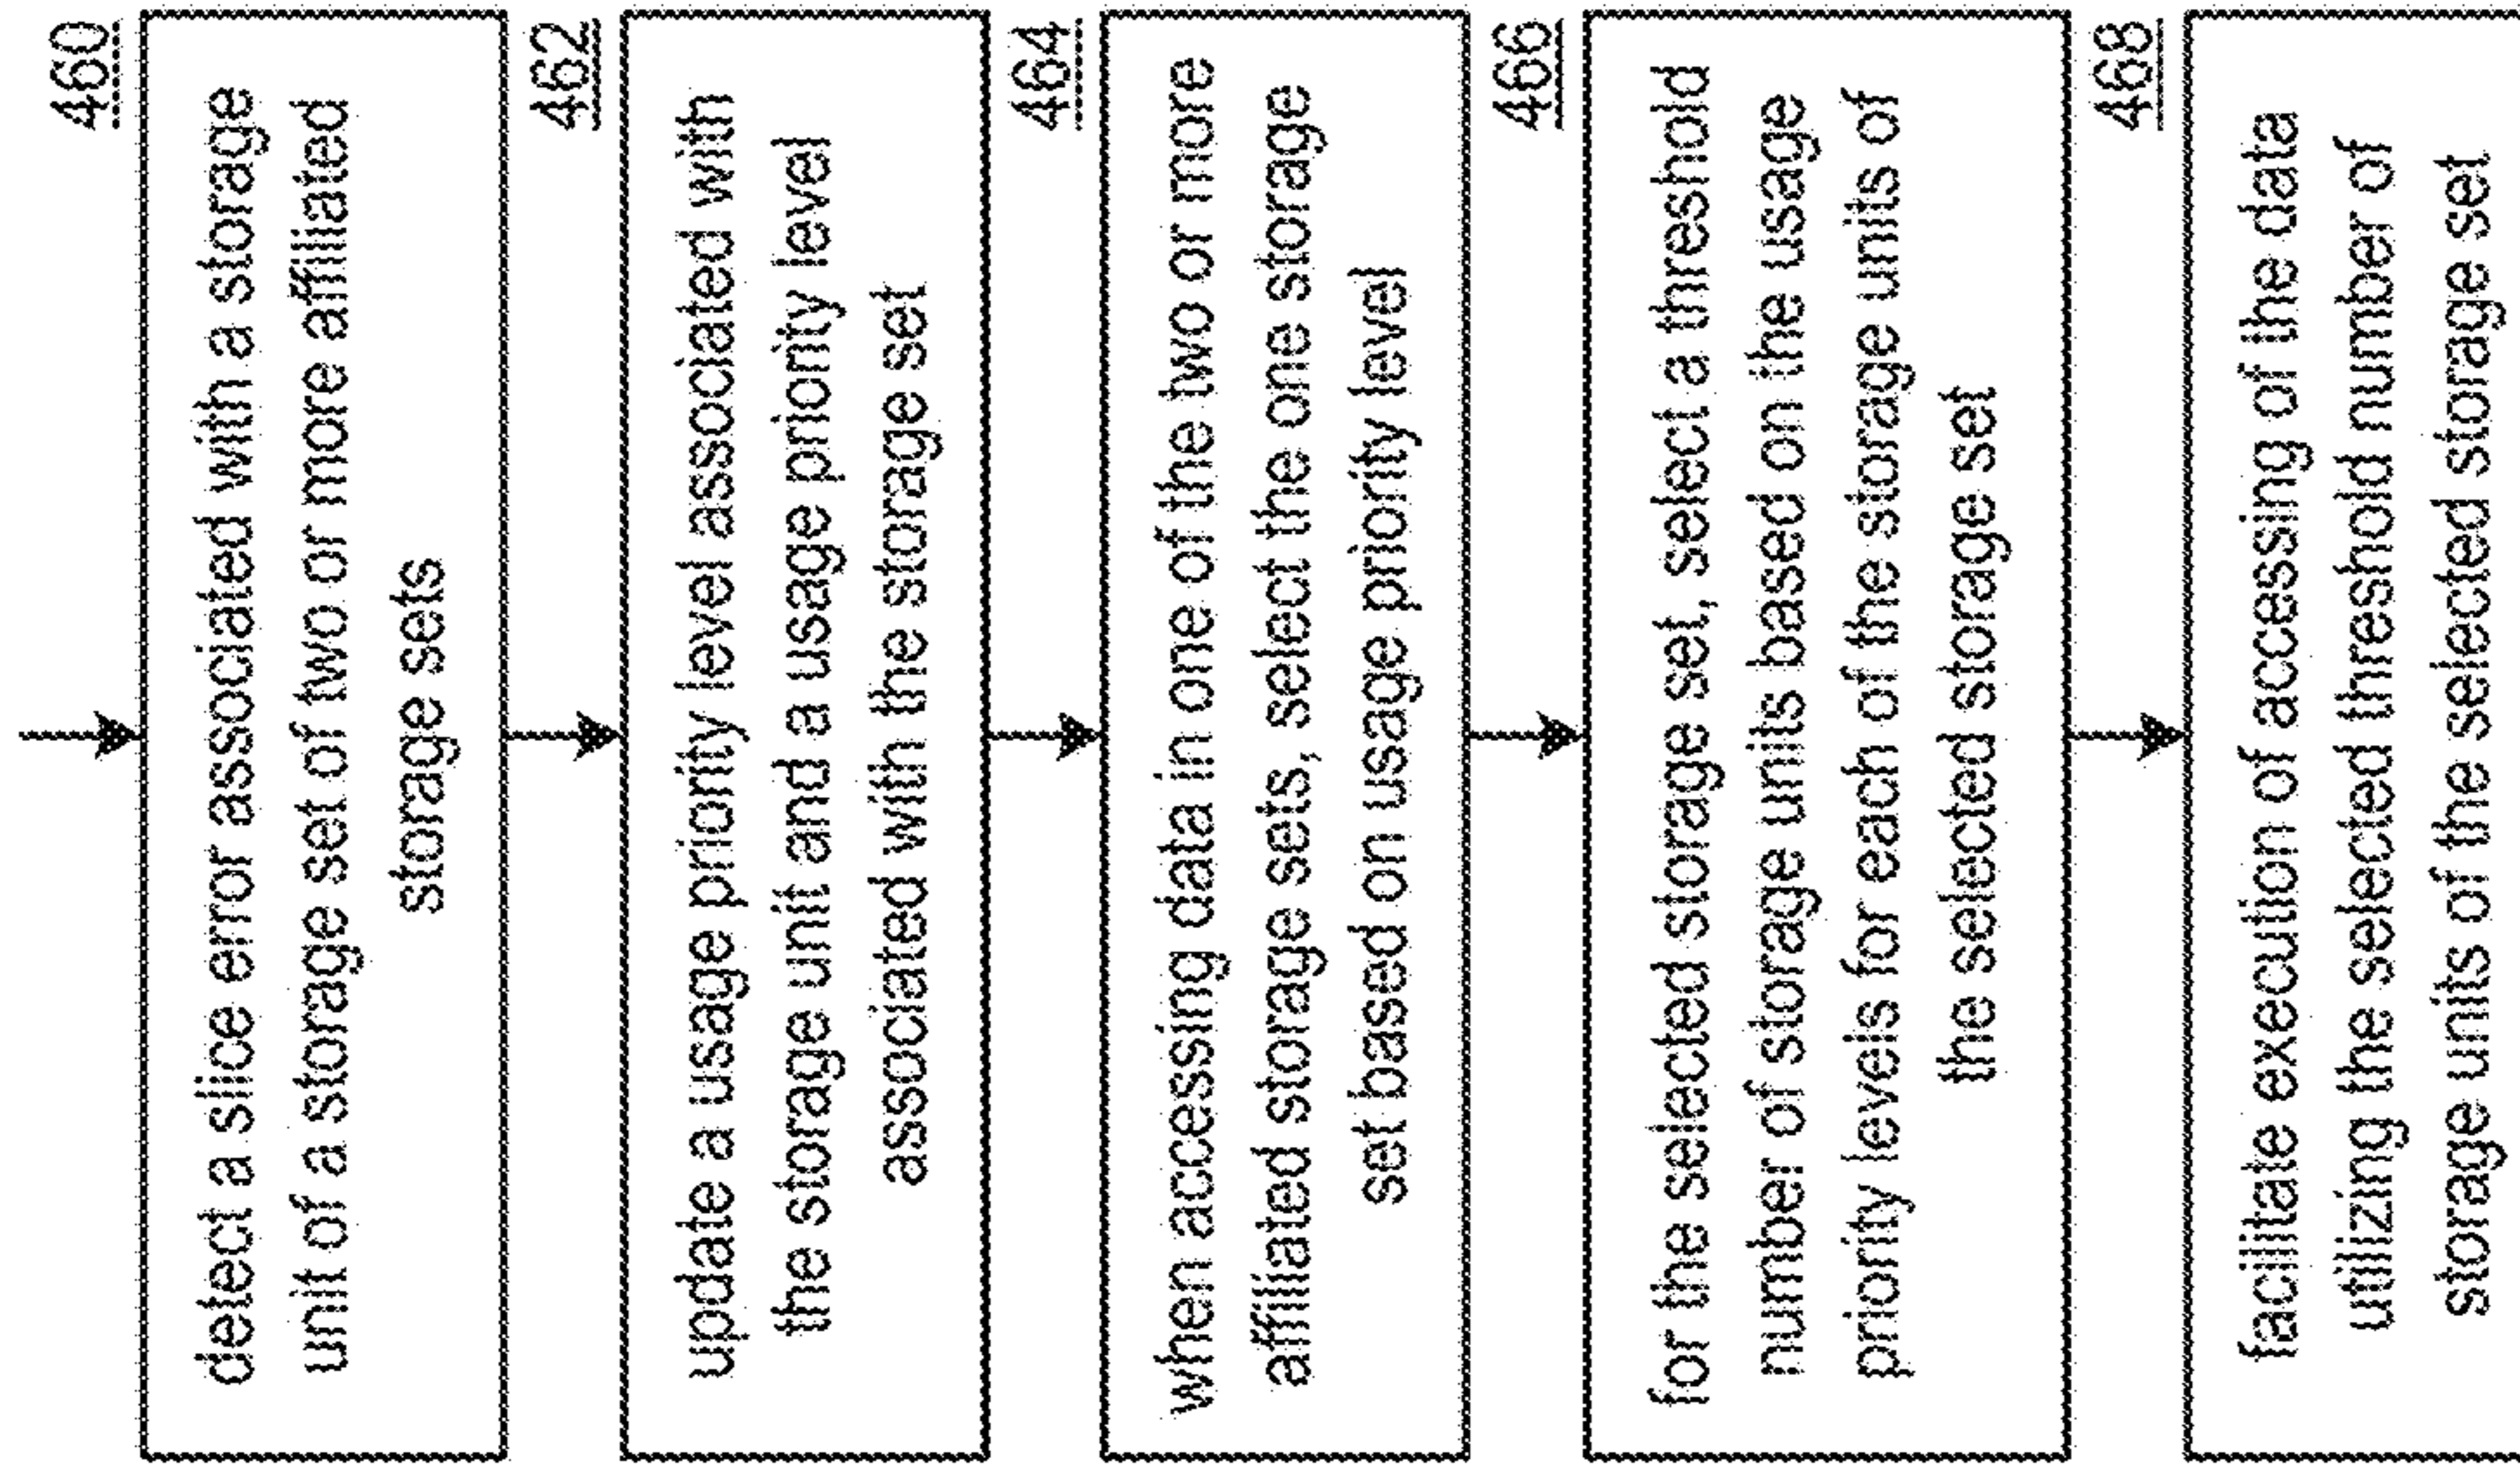 460
detect a slice error associated with a storage
unit of a storage set of two or more affiliated
storage sets
462
update a usage priority level associated with
the storage unit and a usage priority level
associated with the storage set
464
when accessing data in one of the two or more
affiliated storage sets, select the one storage
set based on usage priority level
466
for the selected storage set, select a threshold
number of storage units based on the usage
priority levels for each of the storage units of
the selected storage set
468
facilitate execution of accessing of the data
utilizing the selected threshold number of
storage units of the selected storage set